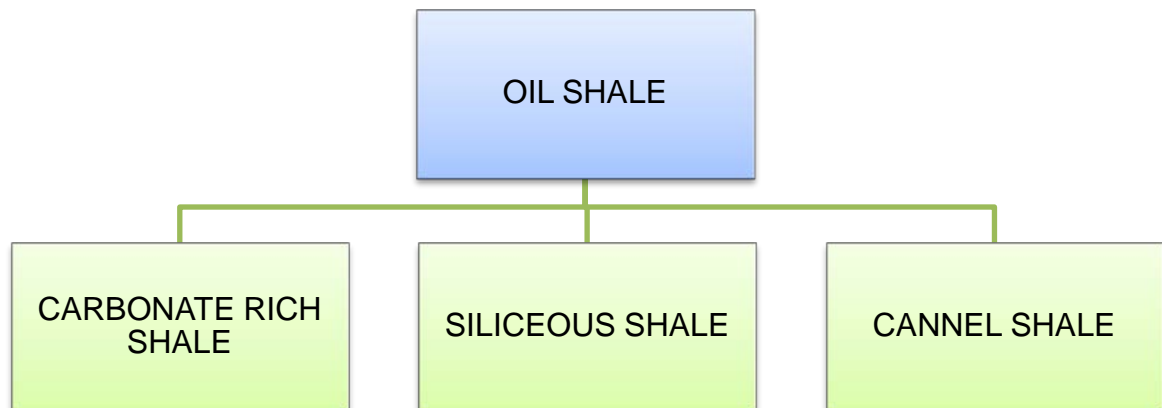 OIL SHALE
CARBONATE RICH
SHALE
SILICEOUS SHALE
CANNEL SHALE